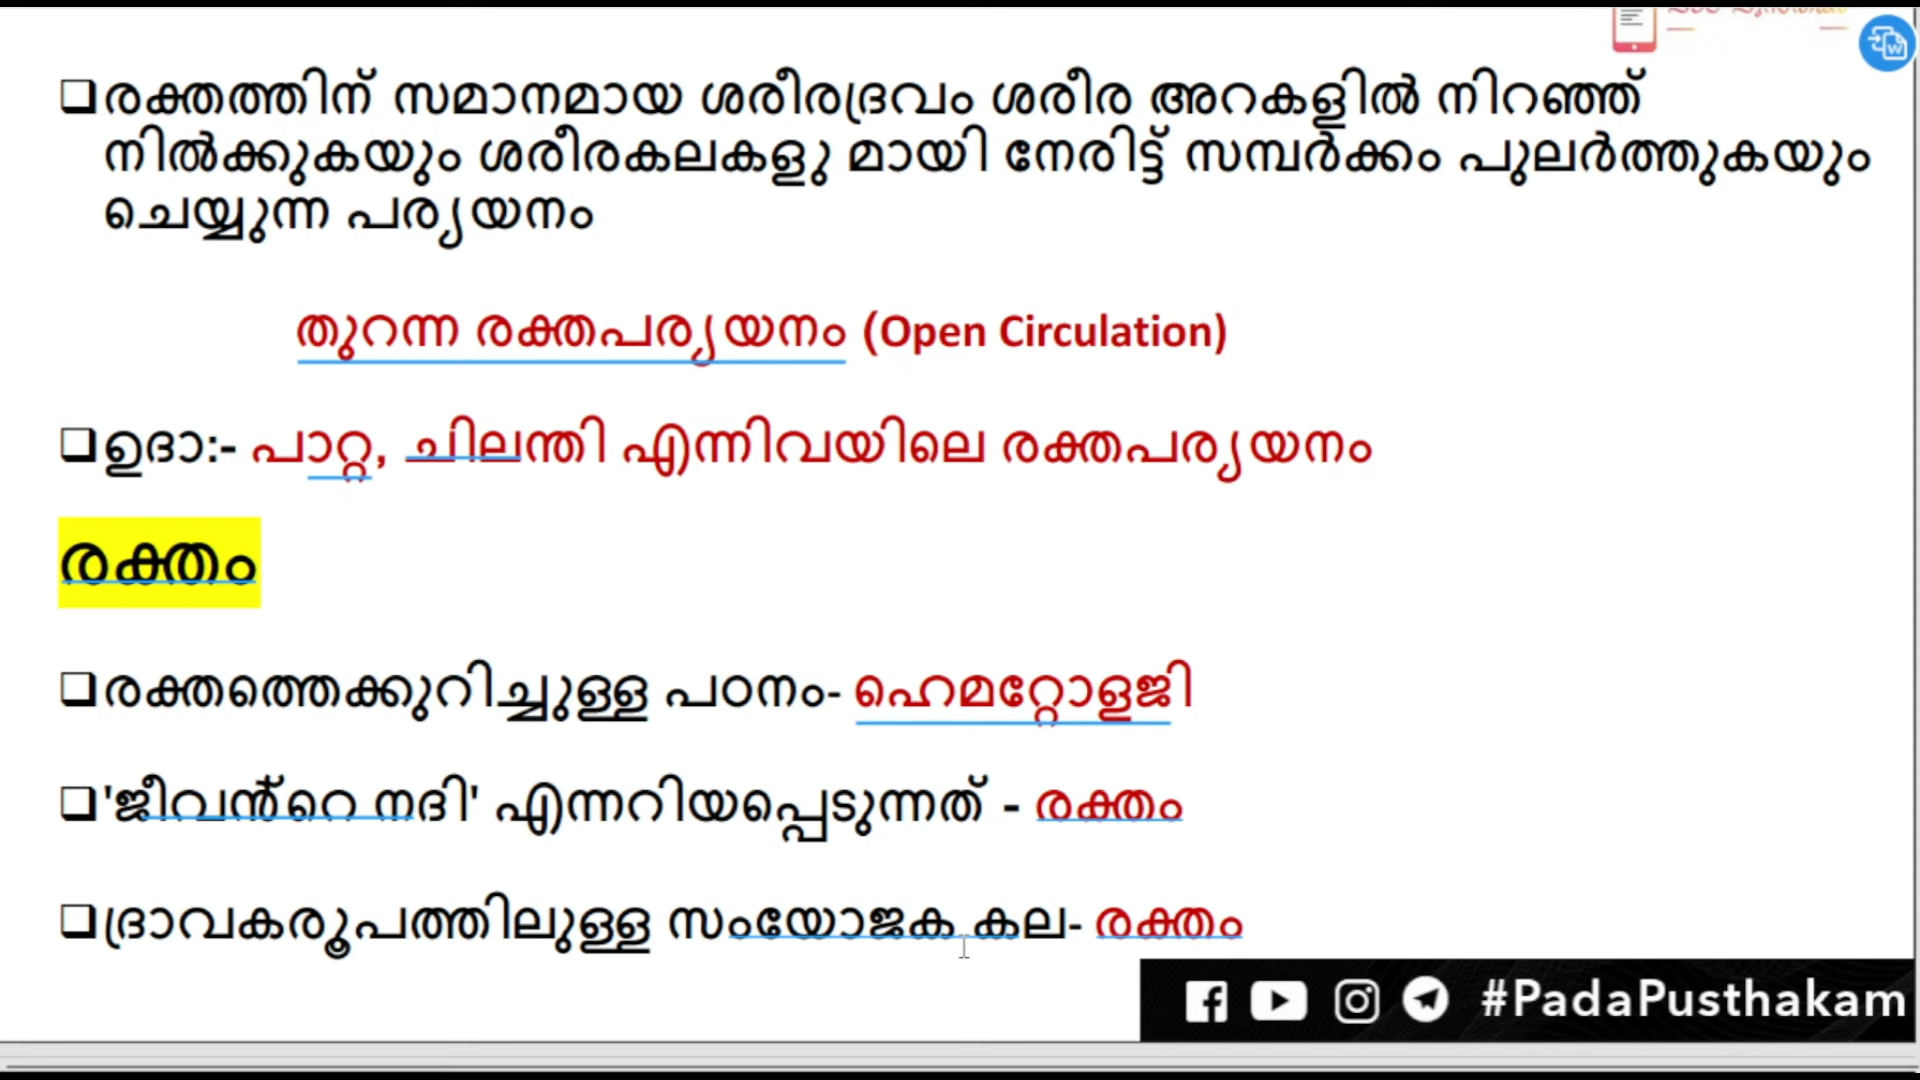 ❑രക്തത്തിന് സമാനമായ ശരീരദ്രവം ശരീര അറകളിൽ നിറഞ്ഞ്
നിൽക്കുകയും ശരീരകലകളു മായി നേരിട്ട് സമ്പർക്കം പുലർത്തുകയും
ചെയ്യുന്ന പര്യയനം
തുറന്ന രക്തപര്യയനം (Open Circulation)
❑ഉദാ:- പാറ്റ, ചിലന്തി എന്നിവയിലെ രക്തപര്യയനം
രക്തം
❑രക്തത്തെക്കുറിച്ചുള്ള പഠനം- ഹെമറ്റോളജി
❑'ജീവൻ്റെ നദി' എന്നറിയപ്പെടുന്നത് - രക്തം
❑ദ്രാവകരൂപത്തിലുള്ള സംയോജക കല- രക്തം
#PadaPusthakam